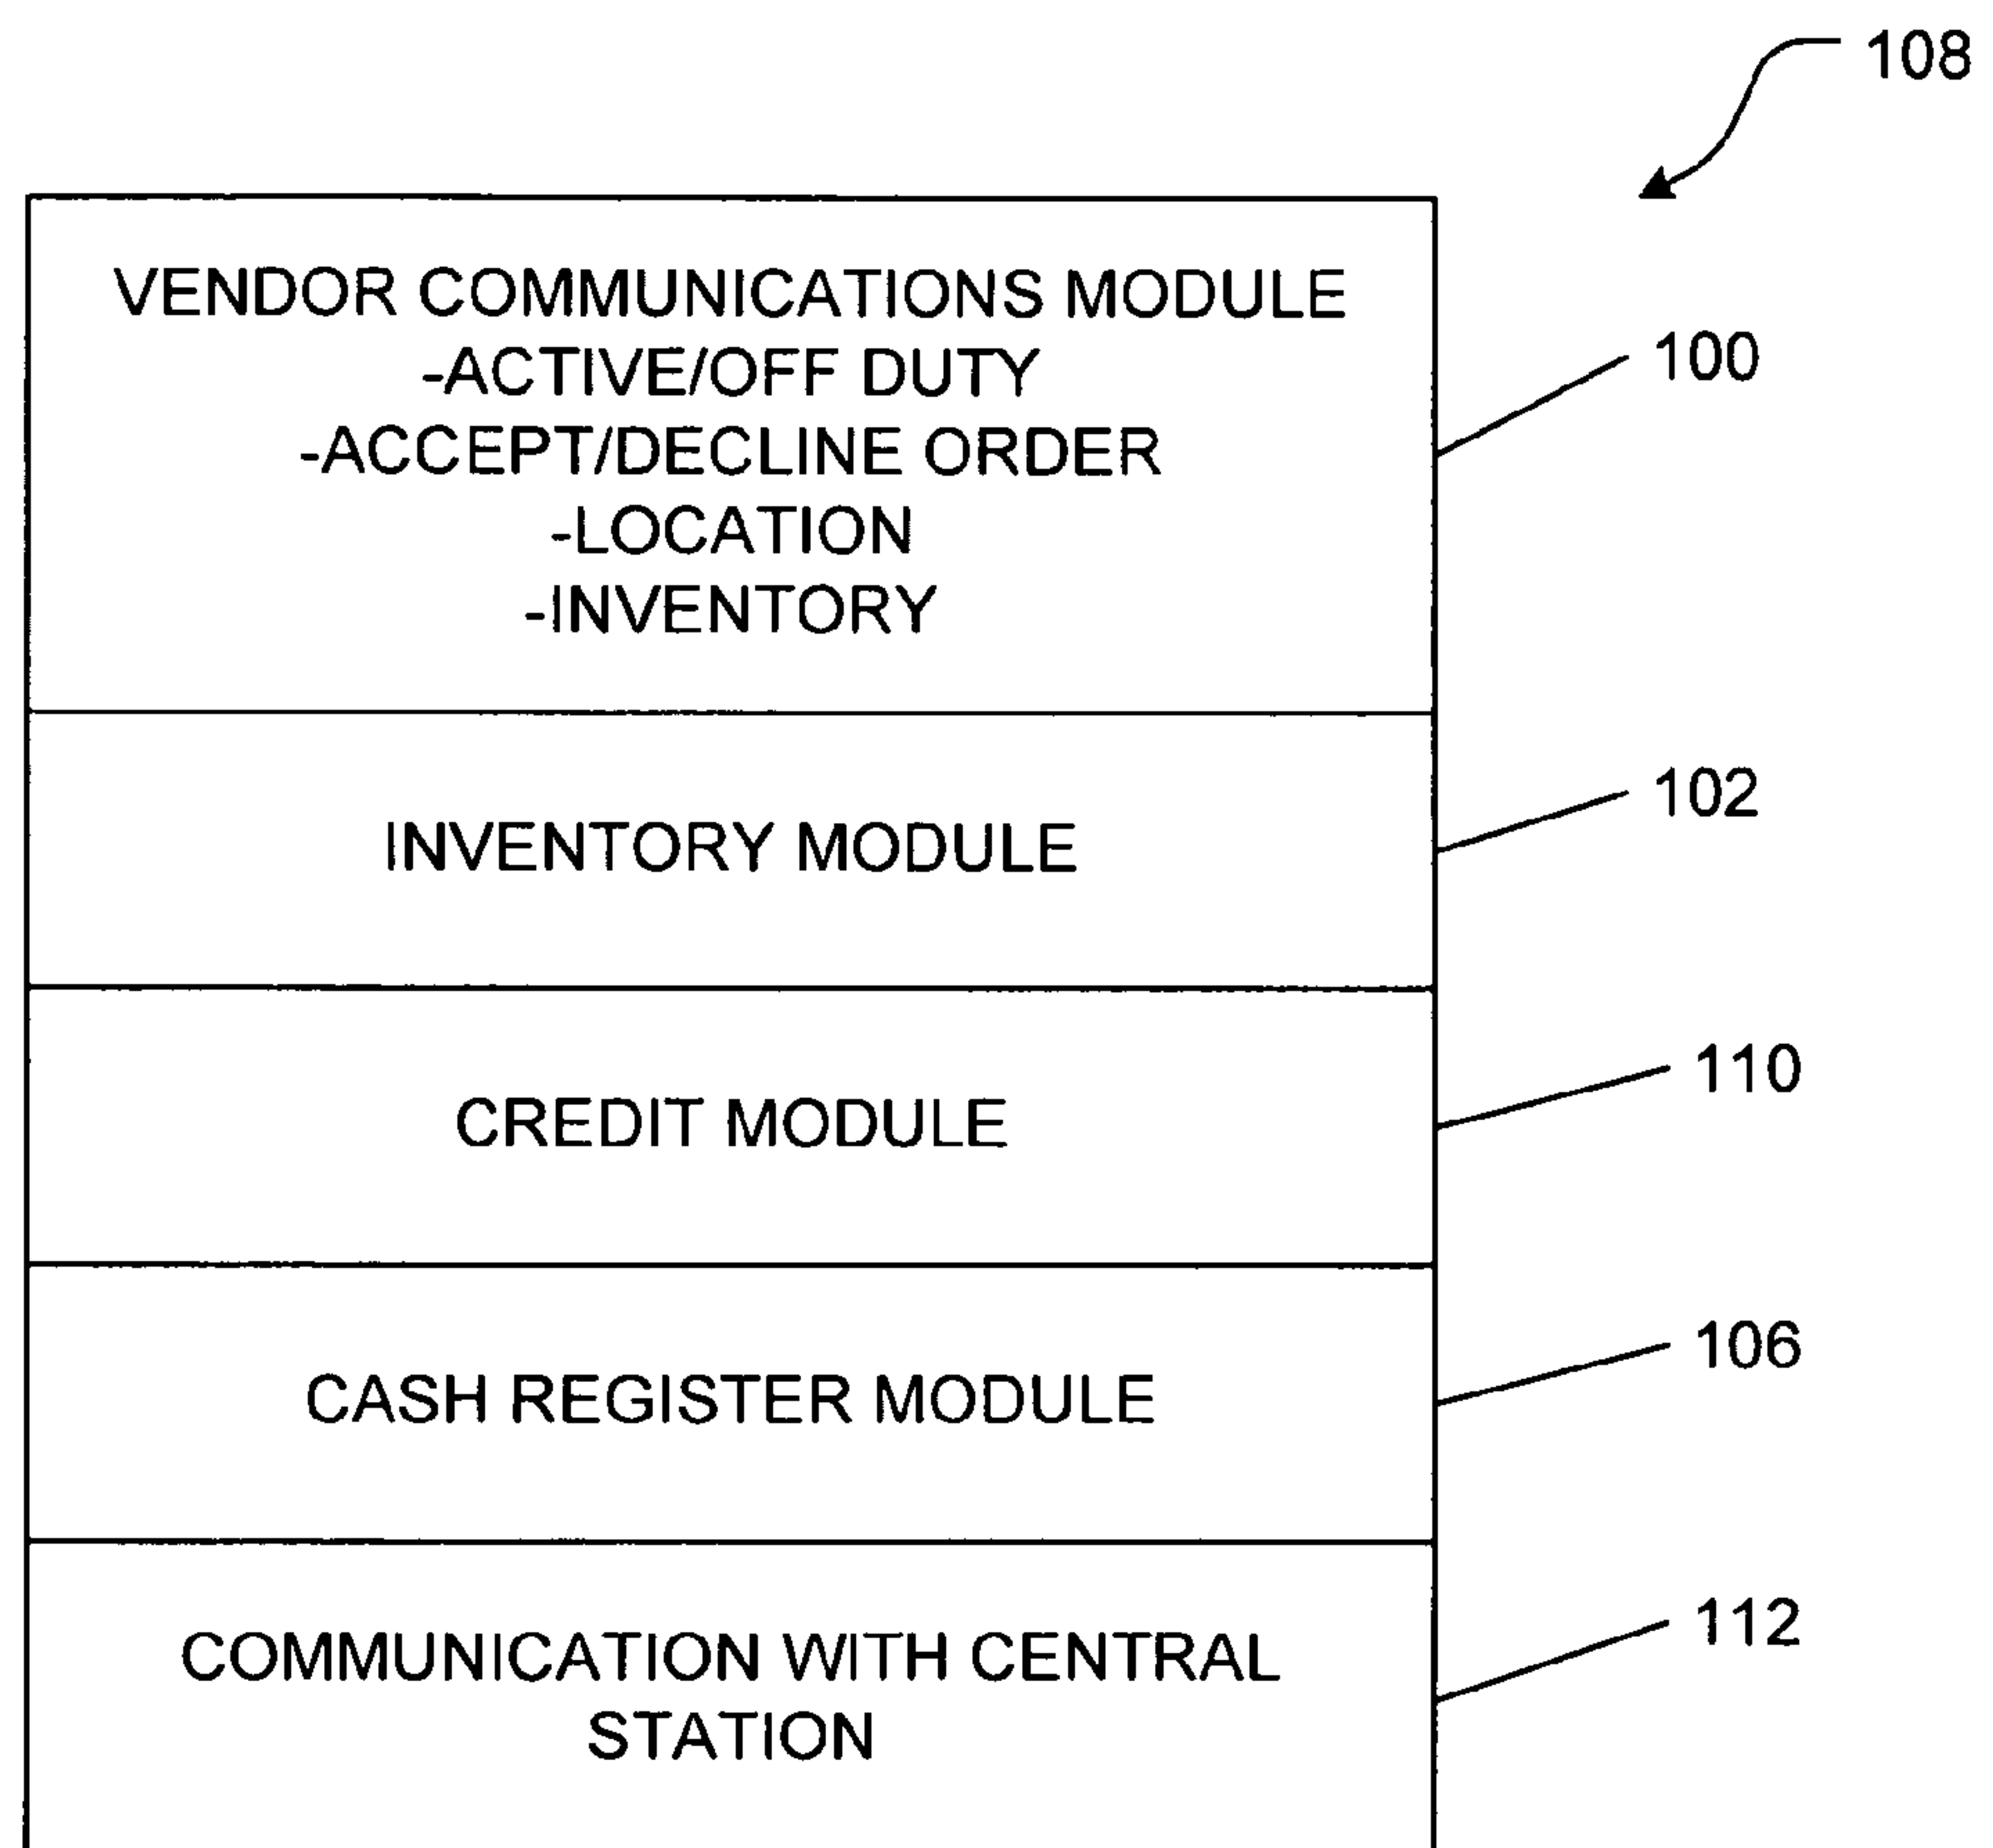 108
VENDOR COMMUNICATIONS MODULE
-ACTIVE/OFF DUTY
-ACCEPT/DECLINE ORDER
-LOCATION
-INVENTORY
100
INVENTORY MODULE
102
CREDIT MODULE
110
CASH REGISTER MODULE
106
COMMUNICATION WITH CENTRAL
STATION
112